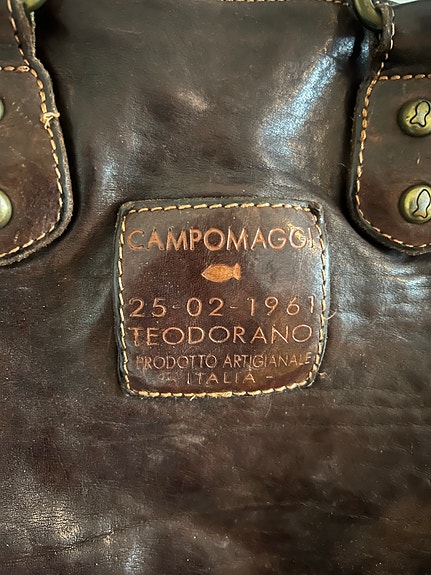 CAMPOMAGGI
25-02-1961
TEODORANO
PRODOTTO ARTIGIANALE
- ITALIA -